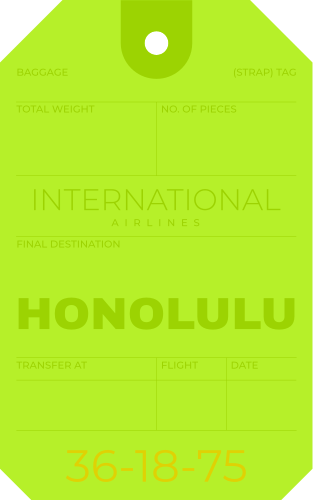 BAGGAGE (STRAP) TAG
TOTAL WEIGHT NO. OF PIECES
INTERNATIONAL
AIRLINES
FINAL DESTINATION
HONOLULU
TRANSFER AT FLIGHT DATE
36-18-75